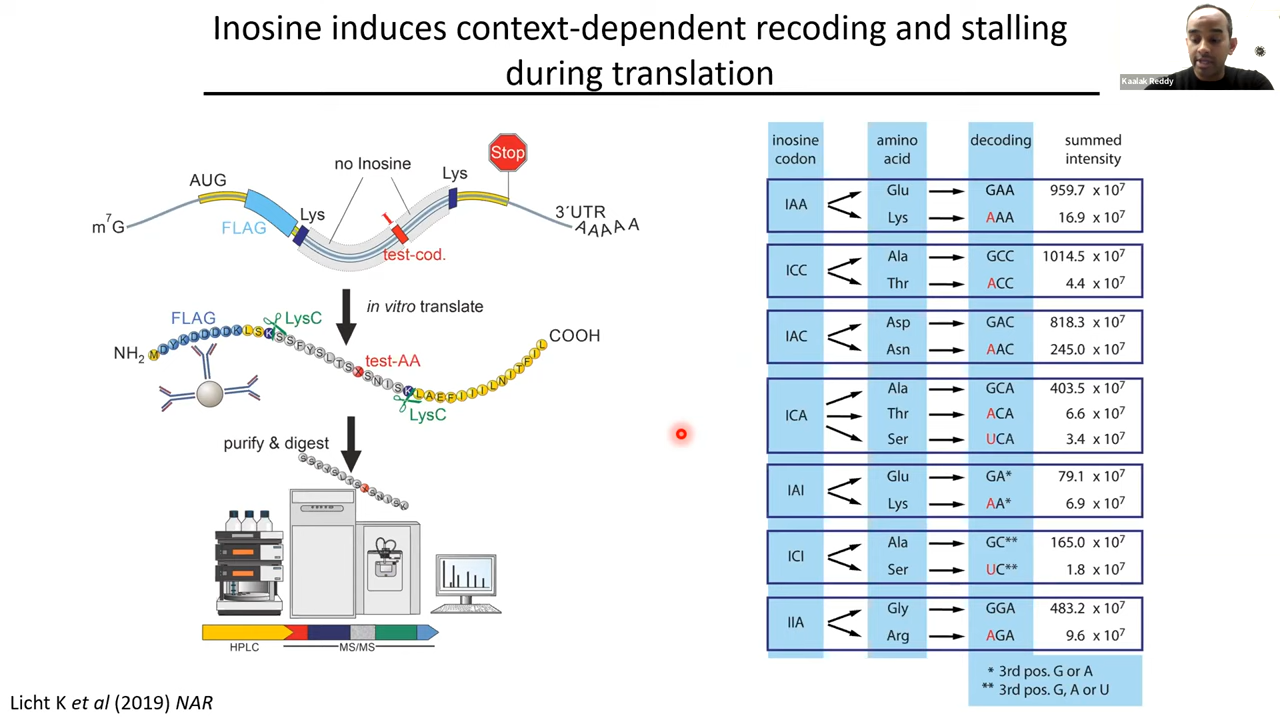 Inosine induces context-dependent recoding and stalling
during translation
Kaalak Reddy
no Inosine
Stop
AUG
Lys
Lys
FLAG
m⁷G
I
test-cod.
3´UTR
AAAAA
in vitro translate
FLAG
LysC
COOH
NH₂
test-AA
LysC
purify & digest
HPLC
MS/MS
inosine codon amino acid decoding summed intensity
IAA Glu GAA 959.7 x 10⁷
Lys AAA 16.9 x 10⁷
ICC Ala GCC 1014.5 x 10⁷
Thr ACC 4.4 x 10⁷
IAC Asp GAC 818.3 x 10⁷
Asn AAC 245.0 x 10⁷
ICA Ala GCA 403.5 x 10⁷
Thr ACA 6.6 x 10⁷
Ser UCA 3.4 x 10⁷
IAI Glu GA* 79.1 x 10⁷
Lys AA* 6.9 x 10⁷
ICI Ala GC** 165.0 x 10⁷
Ser UC** 1.8 x 10⁷
IIA Gly GGA 483.2 x 10⁷
Arg AGA 9.6 x 10⁷
* 3rd pos. G or A
** 3rd pos. G, A or U
Licht K et al (2019) NAR